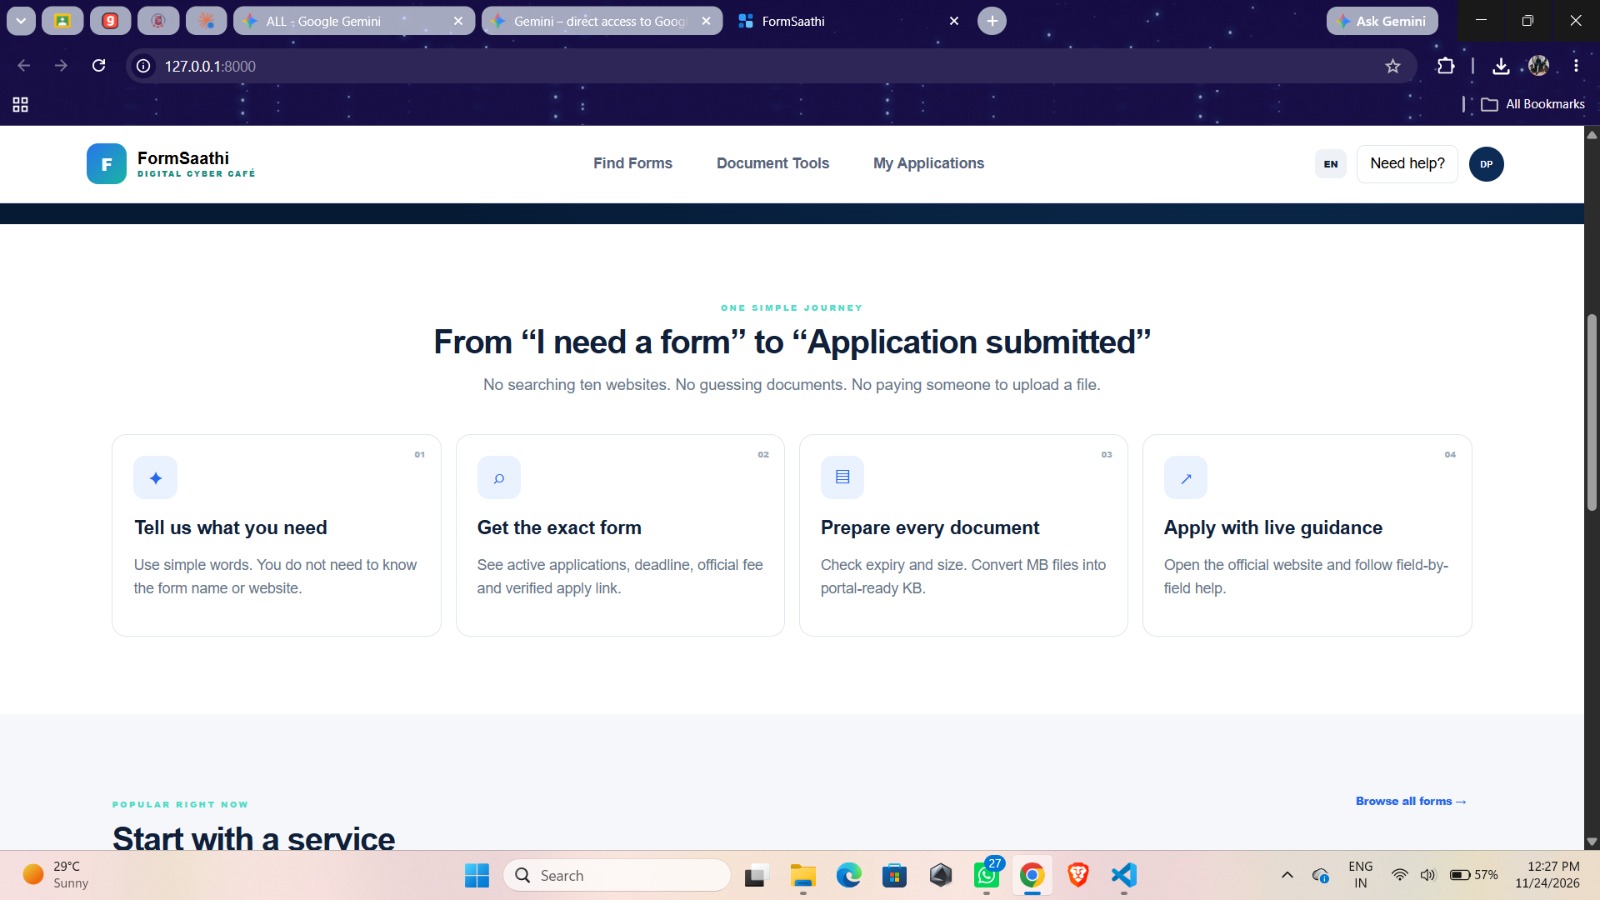 ALL - Google Gemini
Gemini – direct access to Goog
FormSaathi
Ask Gemini
127.0.0.1:8000
All Bookmarks
F
FormSaathi
DIGITAL CYBER CAFÉ
Find Forms
Document Tools
My Applications
EN
Need help?
DP
ONE SIMPLE JOURNEY
From “I need a form” to “Application submitted”
No searching ten websites. No guessing documents. No paying someone to upload a file.
01
Tell us what you need
Use simple words. You do not need to know
the form name or website.
02
Get the exact form
See active applications, deadline, official fee
and verified apply link.
03
Prepare every document
Check expiry and size. Convert MB files into
portal-ready KB.
04
Apply with live guidance
Open the official website and follow field-by-
field help.
POPULAR RIGHT NOW
Browse all forms →
Start with a service
29°C
Sunny
Search
27
ENG
IN
57%
12:27 PM
11/24/2026